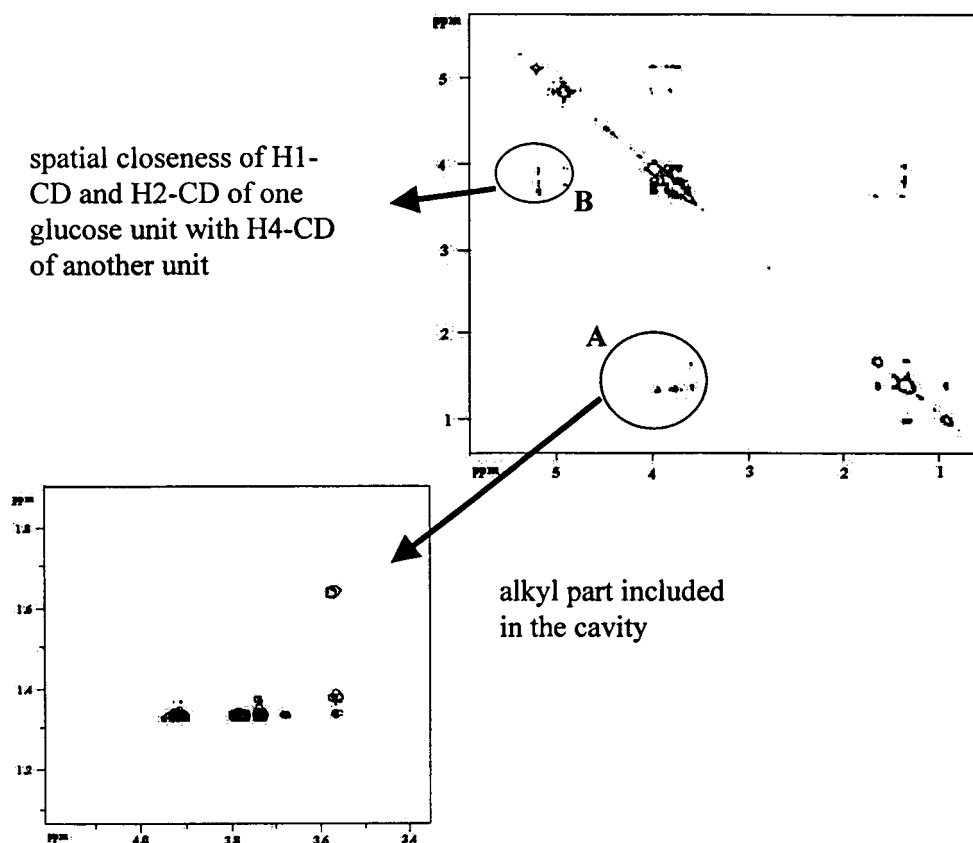 ppm
5
4
3
2
1
ppm
5
4
3
2
1
spatial closeness of H1-
CD and H2-CD of one
glucose unit with H4-CD
of another unit
B
A
ppm
1.8
1.6
1.4
1.2
ppm
4.0
3.8
3.6
3.4
alkyl part included
in the cavity